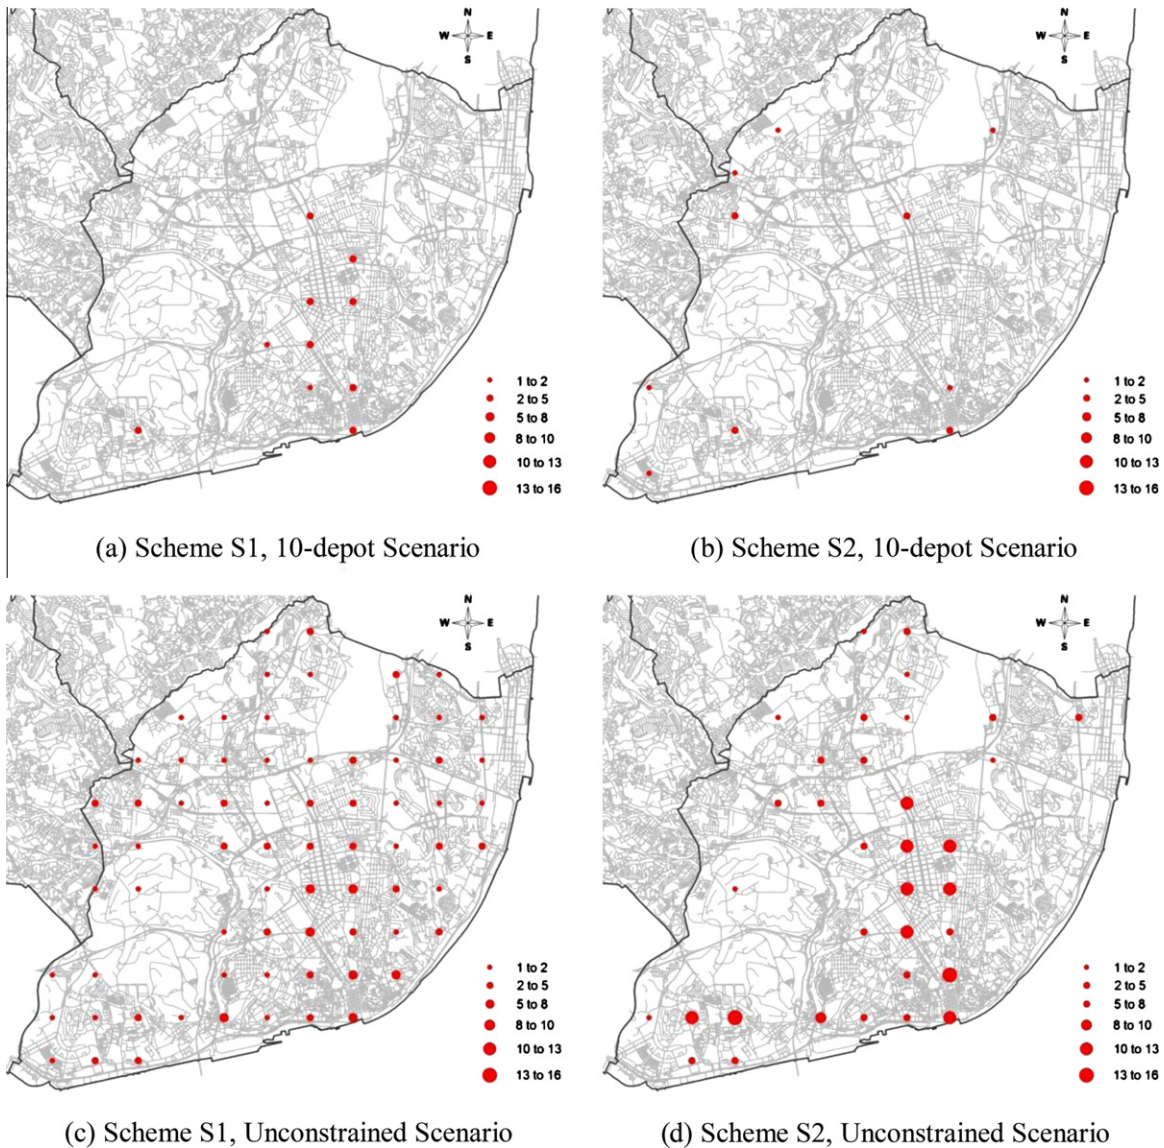 N
W E
S
1 to 2
2 to 5
5 to 8
8 to 10
10 to 13
13 to 16
(a) Scheme S1, 10-depot Scenario
N
W E
S
1 to 2
2 to 5
5 to 8
8 to 10
10 to 13
13 to 16
(b) Scheme S2, 10-depot Scenario
N
W E
S
1 to 2
2 to 5
5 to 8
8 to 10
10 to 13
13 to 16
(c) Scheme S1, Unconstrained Scenario
N
W E
S
1 to 2
2 to 5
5 to 8
8 to 10
10 to 13
13 to 16
(d) Scheme S2, Unconstrained Scenario